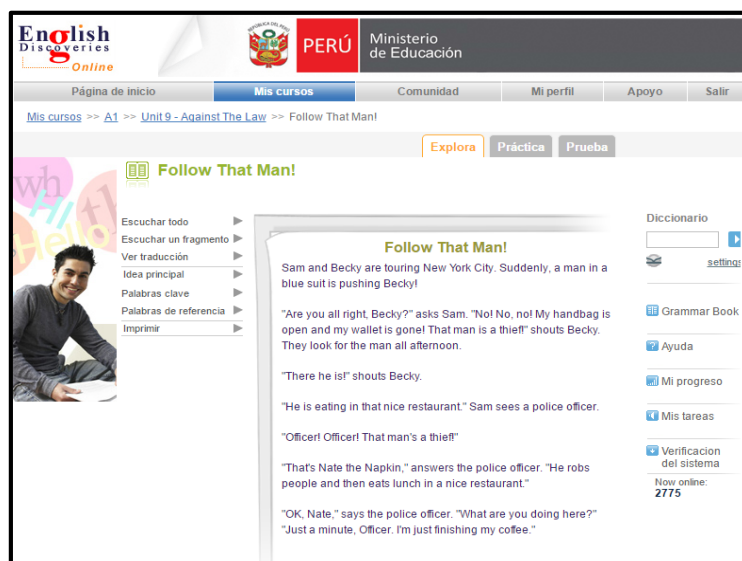 English
Discoveries
Online
REPÚBLICA DEL PERÚ
PERÚ
Ministerio
de Educación
Página de inicio
Mis cursos
Comunidad
Mi perfil
Apoyo
Salir
Mis cursos >> A1 >> Unit 9 - Against The Law >> Follow That Man!
Explora
Práctica
Prueba
Follow That Man!
wh
HI
th
Hello
Escuchar todo
Escuchar un fragmento
Ver traducción
Idea principal
Palabras clave
Palabras de referencia
Imprimir
Follow That Man!
Sam and Becky are touring New York City. Suddenly, a man in a
blue suit is pushing Becky!
"Are you all right, Becky?" asks Sam. "No! No, no! My handbag is
open and my wallet is gone! That man is a thief!" shouts Becky.
They look for the man all afternoon.
"There he is!" shouts Becky.
"He is eating in that nice restaurant." Sam sees a police officer.
"Officer! Officer! That man's a thief!"
"That's Nate the Napkin," answers the police officer. "He robs
people and then eats lunch in a nice restaurant."
"OK, Nate," says the police officer. "What are you doing here?"
"Just a minute, Officer. I'm just finishing my coffee."
Diccionario
settings
Grammar Book
Ayuda
Mi progreso
Mis tareas
Verificacion
del sistema
Now online:
2775